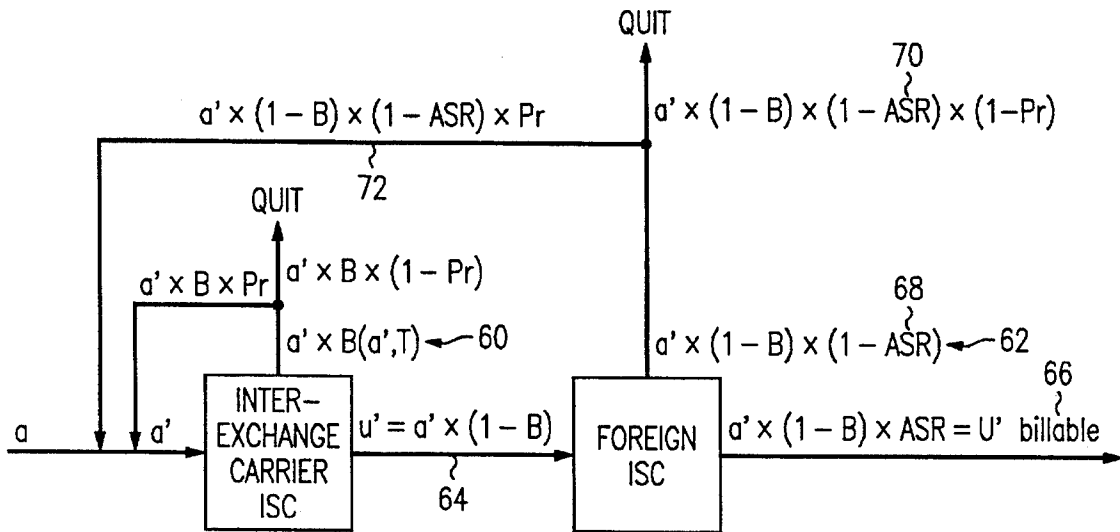 QUIT
70
a' × (1 − B) × (1 − ASR) × Pr
a' × (1 − B) × (1 − ASR) × (1−Pr)
72
QUIT
a' × B × Pr
a' × B × (1 − Pr)
68
a' × B(a',T)
60
a' × (1 − B) × (1 − ASR)
62
66
a
a'
INTER−
EXCHANGE
CARRIER
ISC
u' = a' × (1 − B)
64
FOREIGN
ISC
a' × (1 − B) × ASR = U' billable